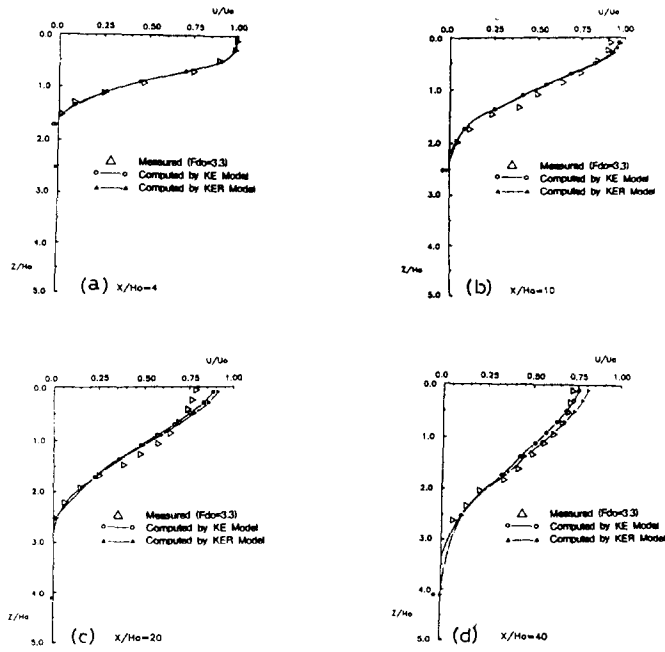 U/Uo
0.0 0.25 0.50 0.75 1.00
0.0
1.0
2.0
3.0
4.0
Z/Ho
5.0
Measured (Fdo=3.3)
Computed by KE Model
Computed by KER Model
(a) X/Ho=4
U/Uo
0.0 0.25 0.50 0.75 1.00
0.0
1.0
2.0
3.0
4.0
Z/Ho
5.0
Measured (Fdo=3.3)
Computed by KE Model
Computed by KER Model
(b) X/Ho=10
U/Uo
0.0 0.25 0.50 0.75 1.00
0.0
1.0
2.0
3.0
4.0
Z/Ho
5.0
Measured (Fdo=3.3)
Computed by KE Model
Computed by KER Model
(c) X/Ho=20
U/Uo
0.0 0.25 0.50 0.75 1.00
0.0
1.0
2.0
3.0
4.0
Z/Ho
5.0
Measured (Fdo=3.3)
Computed by KE Model
Computed by KER Model
(d) X/Ho=40